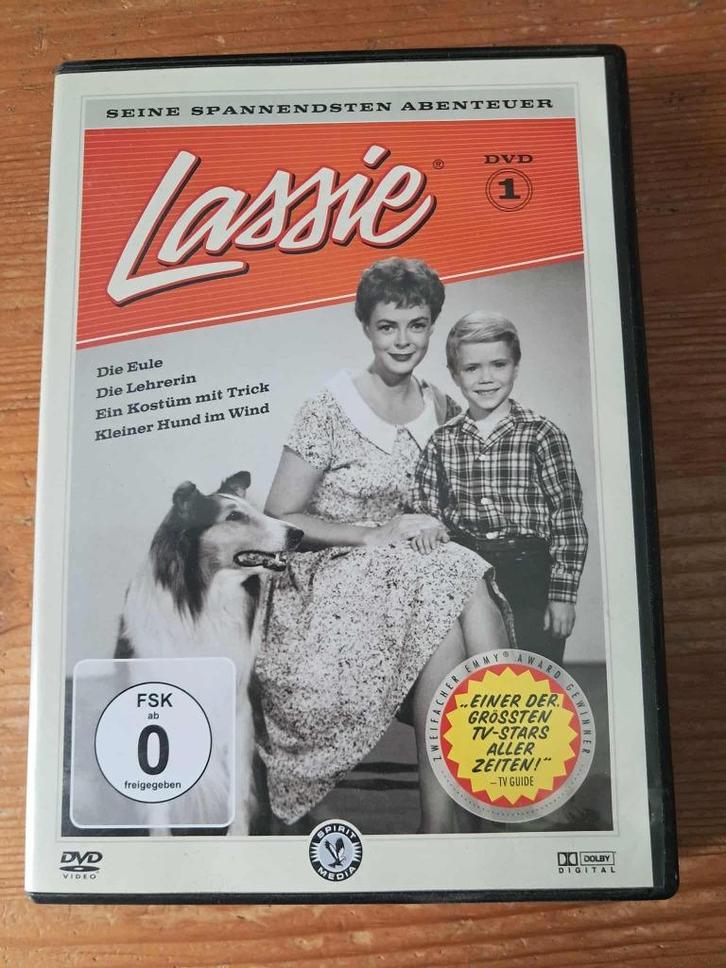 SEINE SPANNENDSTEN ABENTEUER
Lassie®
DVD
1
Die Eule
Die Lehrerin
Ein Kostüm mit Trick
Kleiner Hund im Wind
FSK
ab
0
freigegeben
ZWEIFACHER EMMY® AWARD GEWINNER
„EINER DER
GRÖSSTEN
TV-STARS
ALLER
ZEITEN!"
—TV GUIDE
DVD
VIDEO
SPIRIT
MEDIA
DOLBY
DIGITAL